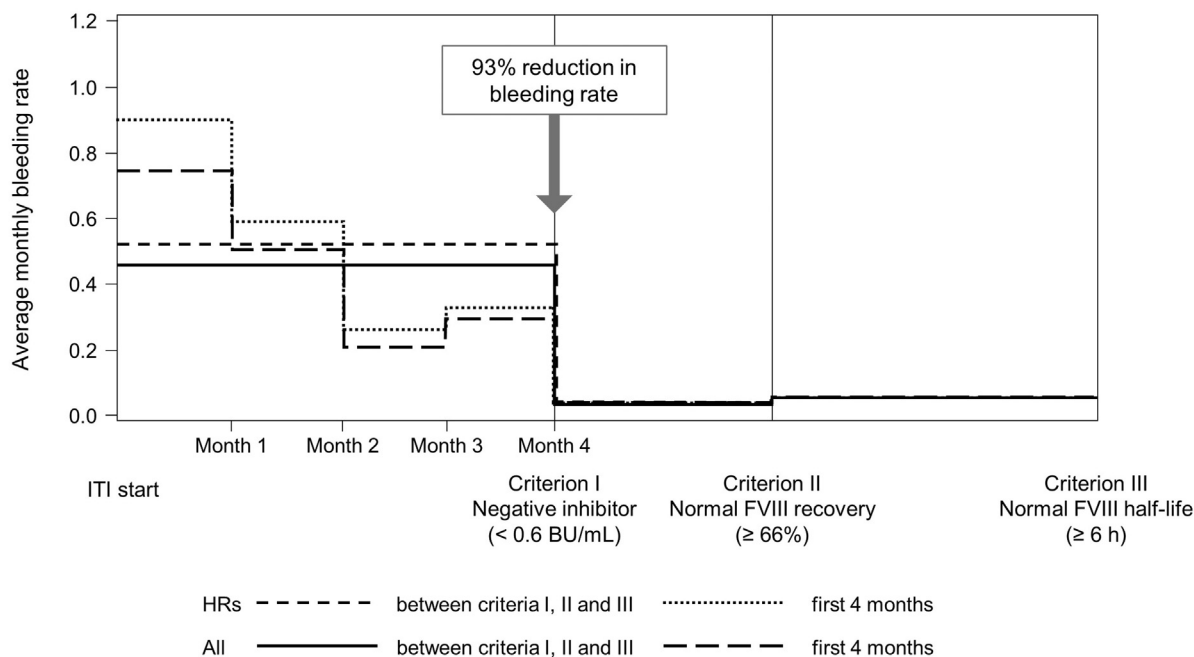 Average monthly bleeding rate
1.2
1.0
0.8
0.6
0.4
0.2
0.0
93% reduction in
bleeding rate
Month 1 Month 2 Month 3 Month 4
ITI start
Criterion I
Negative inhibitor
(< 0.6 BU/mL)
Criterion II
Normal FVIII recovery
(≥ 66%)
Criterion III
Normal FVIII half-life
(≥ 6 h)
HRs between criteria I, II and III first 4 months
All between criteria I, II and III first 4 months